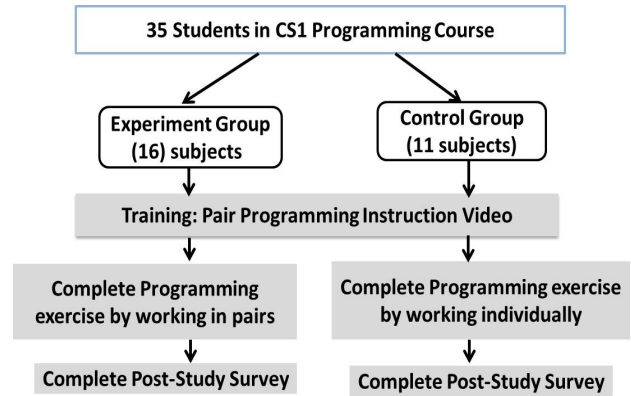 35 Students in CS1 Programming Course
Experiment Group
(16) subjects
Control Group
(11 subjects)
Training: Pair Programming Instruction Video
Complete Programming
exercise by working in pairs
Complete Programming exercise
by working individually
Complete Post-Study Survey
Complete Post-Study Survey